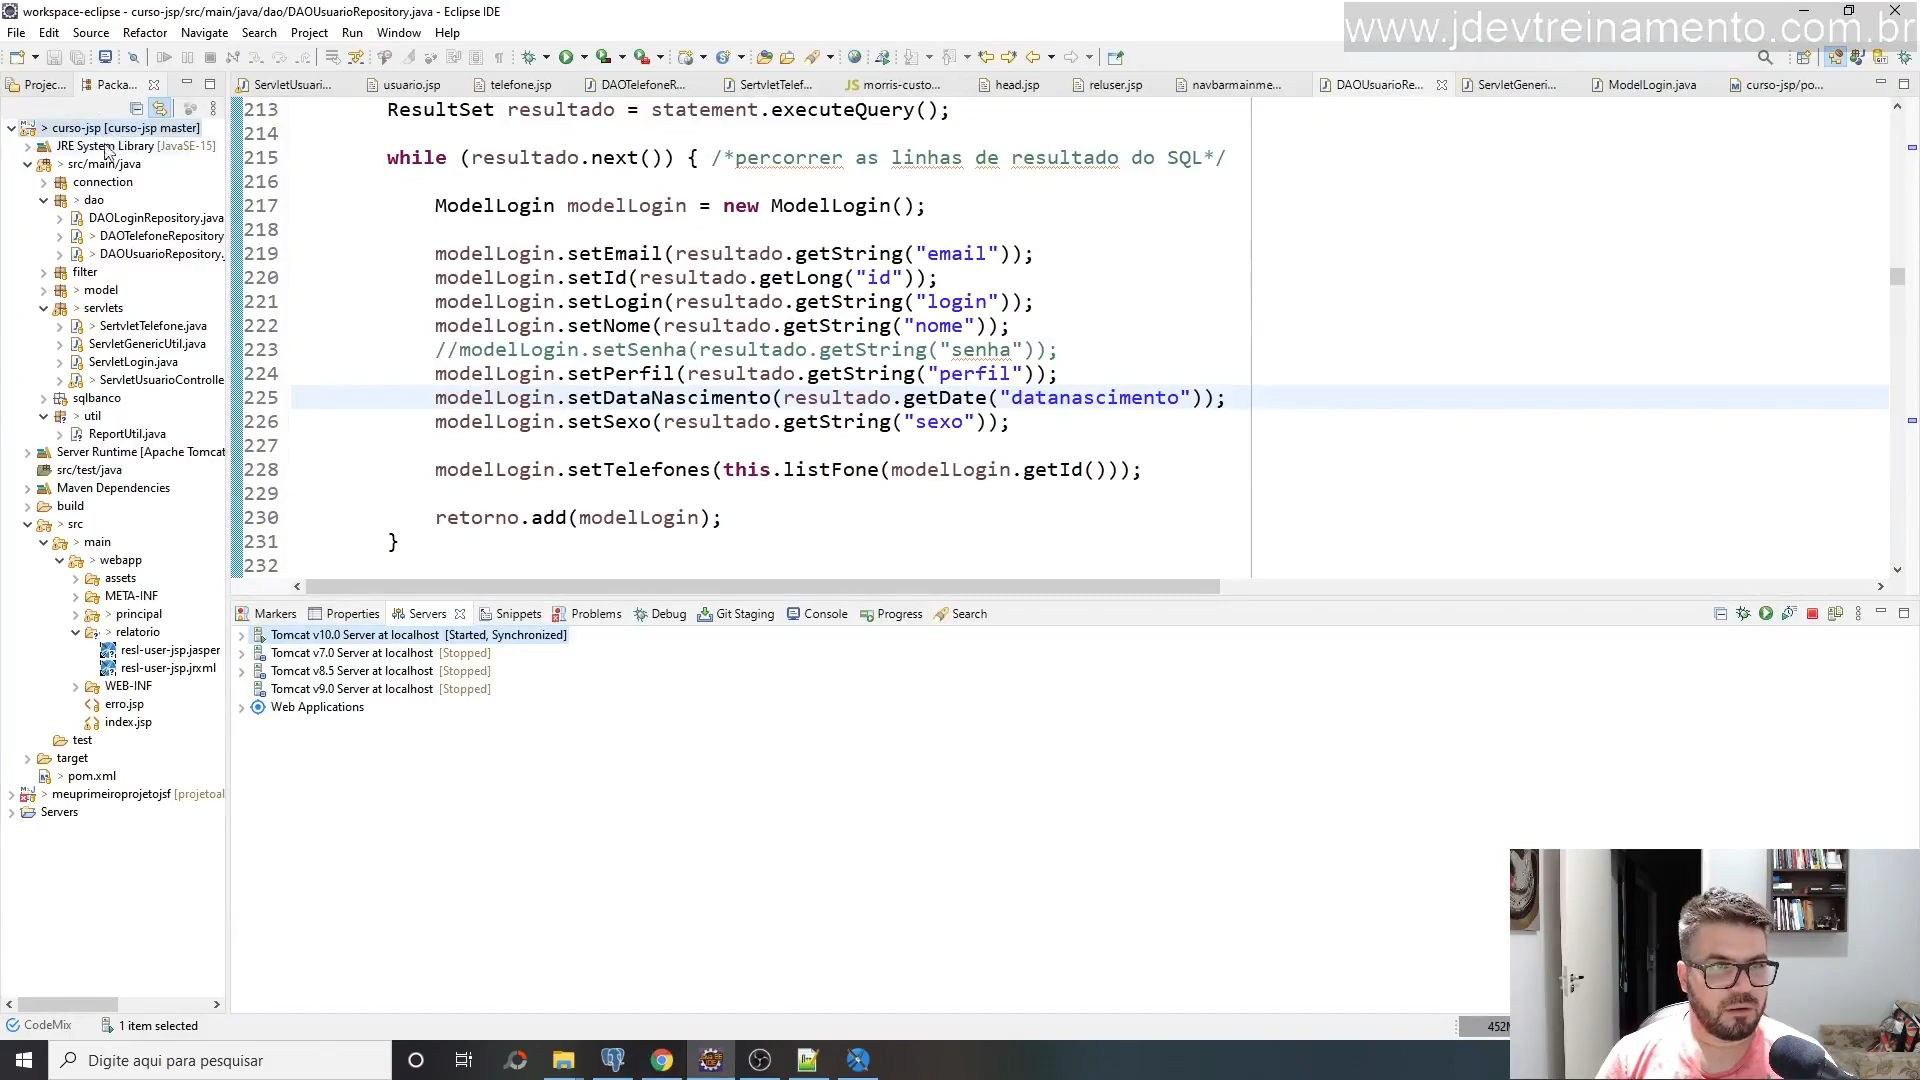 workspace-eclipse - curso-jsp/src/main/java/dao/DAOUsuarioRepository.java - Eclipse IDE
www.jdevtreinamento.com.br
File Edit Source Refactor Navigate Search Project Run Window Help
Projec... Packa...
ServletUsuari... usuario.jsp telefone.jsp DAOTelefoneR... ServtletTelef... morris-custo... head.jsp reluser.jsp navbarmainme... DAOUsuarioRe... ServletGeneri... ModelLogin.java curso-jsp/po...
> curso-jsp [curso-jsp master]
JRE System Library [JavaSE-15]
> src/main/java
connection
> dao
DAOLoginRepository.java
> DAOTelefoneRepository
> DAOUsuarioRepository.
filter
> model
> servlets
> SertvletTelefone.java
ServletGenericUtil.java
ServletLogin.java
> ServletUsuarioControlle
sqlbanco
> util
ReportUtil.java
Server Runtime [Apache Tomcat
src/test/java
Maven Dependencies
build
> src
> main
> webapp
assets
META-INF
> principal
> relatorio
resl-user-jsp.jasper
resl-user-jsp.jrxml
WEB-INF
erro.jsp
index.jsp
test
target
> pom.xml
> meuprimeiroprojetojsf [projetoal
Servers
213 ResultSet resultado = statement.executeQuery();
214
215 while (resultado.next()) { /*percorrer as linhas de resultado do SQL*/
216
217 ModelLogin modelLogin = new ModelLogin();
218
219 modelLogin.setEmail(resultado.getString("email"));
220 modelLogin.setId(resultado.getLong("id"));
221 modelLogin.setLogin(resultado.getString("login"));
222 modelLogin.setNome(resultado.getString("nome"));
223 //modelLogin.setSenha(resultado.getString("senha"));
224 modelLogin.setPerfil(resultado.getString("perfil"));
225 modelLogin.setDataNascimento(resultado.getDate("datanascimento"));
226 modelLogin.setSexo(resultado.getString("sexo"));
227
228 modelLogin.setTelefones(this.listFone(modelLogin.getId()));
229
230 retorno.add(modelLogin);
231 }
232
Markers Properties Servers Snippets Problems Debug Git Staging Console Progress Search
Tomcat v10.0 Server at localhost [Started, Synchronized]
Tomcat v7.0 Server at localhost [Stopped]
Tomcat v8.5 Server at localhost [Stopped]
Tomcat v9.0 Server at localhost [Stopped]
Web Applications
CodeMix 1 item selected
452M
Digite aqui para pesquisar